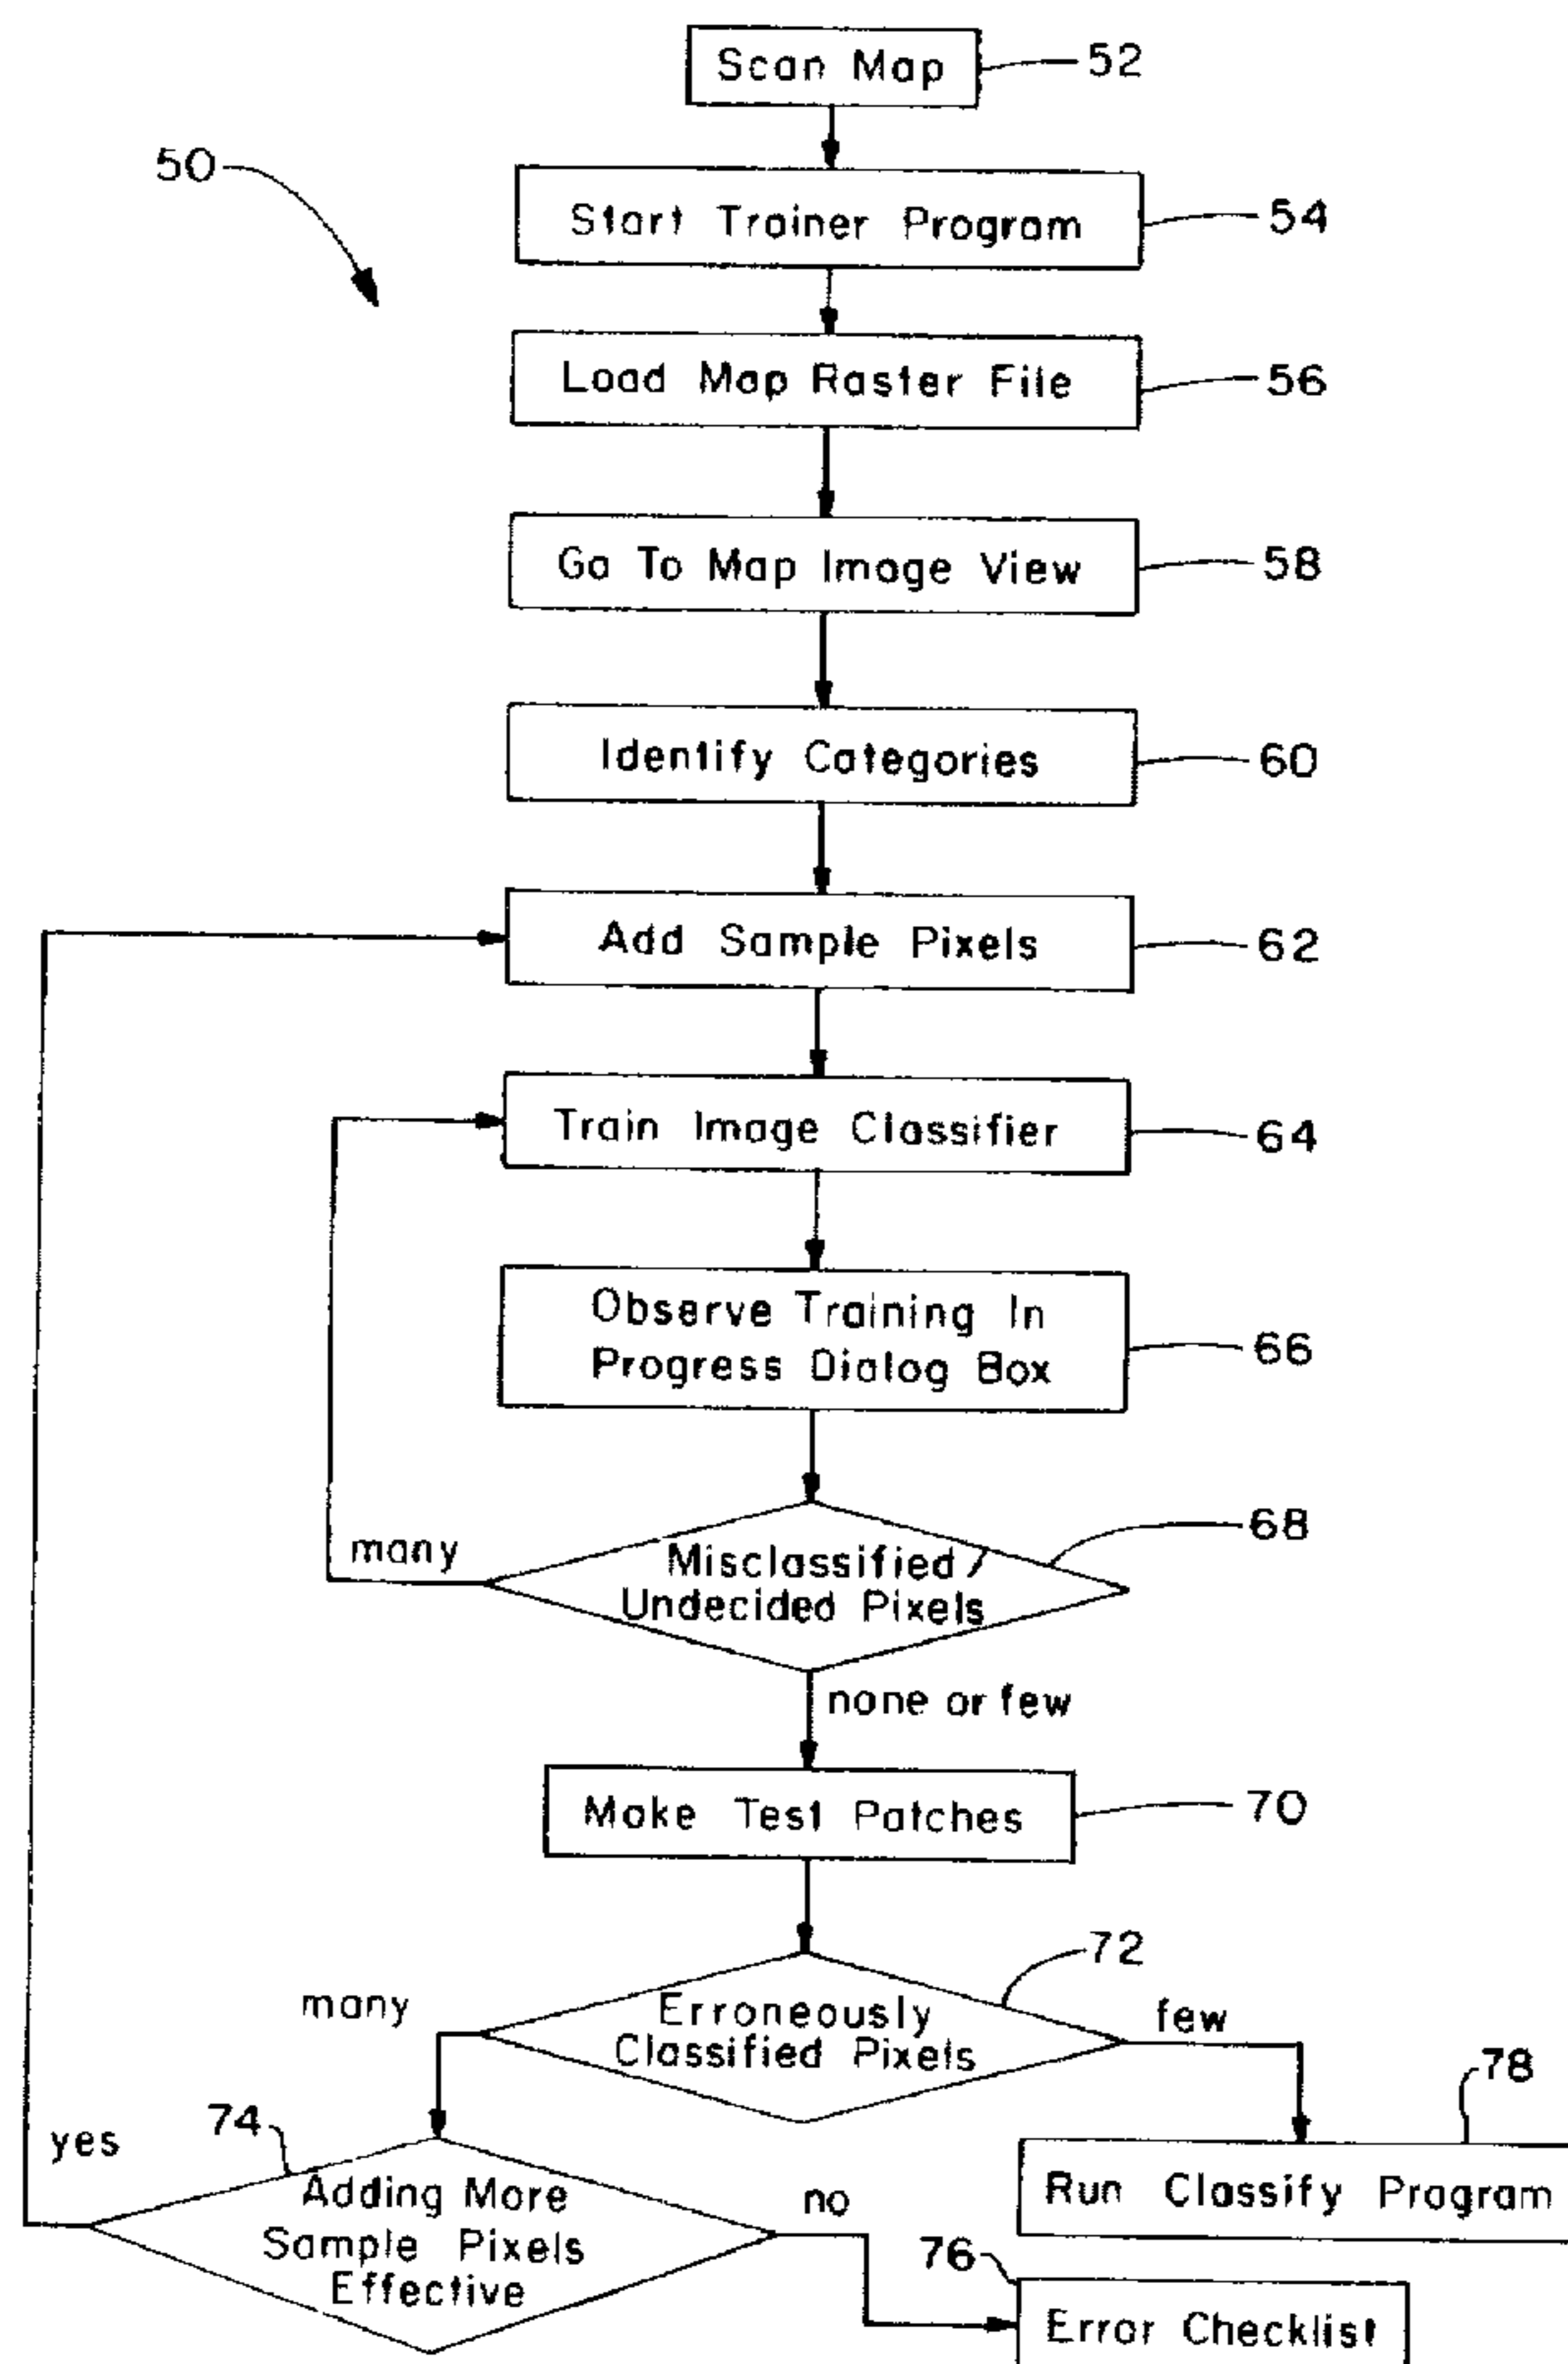 Scan Map
52
50
Start Trainer Program
54
Load Map Raster File
56
Go To Map Image View
58
Identify Categories
60
Add Sample Pixels
62
Train Image Classifier
64
Observe Training In
Progress Dialog Box
66
68
many
Misclassified/
Undecided Pixels
none or few
Make Test Patches
70
72
many
Erroneously
Classified Pixels
few
78
74
yes
Adding More
Sample Pixels
Effective
no
Run Classify Program
76
Error Checklist